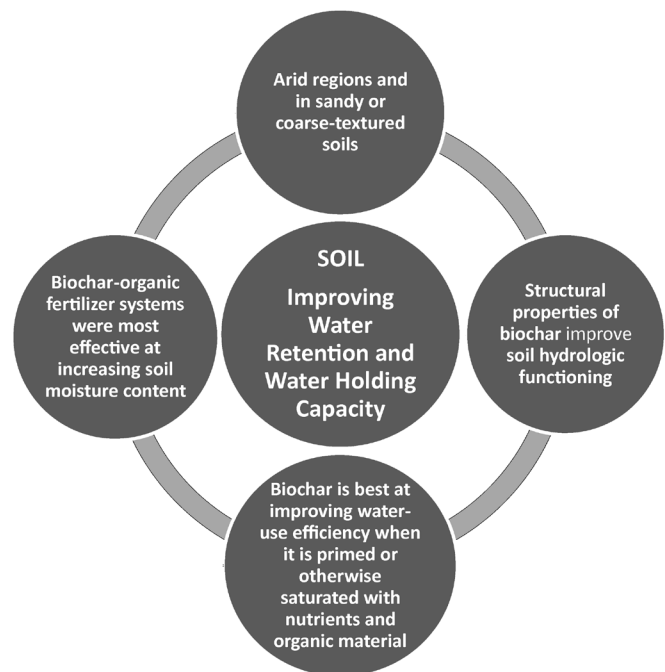 Arid regions and
in sandy or
coarse-textured
soils
Biochar-organic
fertilizer systems
were most
effective at
increasing soil
moisture content
SOIL
Improving
Water
Retention and
Water Holding
Capacity
Structural
properties of
biochar improve
soil hydrologic
functioning
Biochar is best at
improving water-
use efficiency when
it is primed or
otherwise
saturated with
nutrients and
organic material